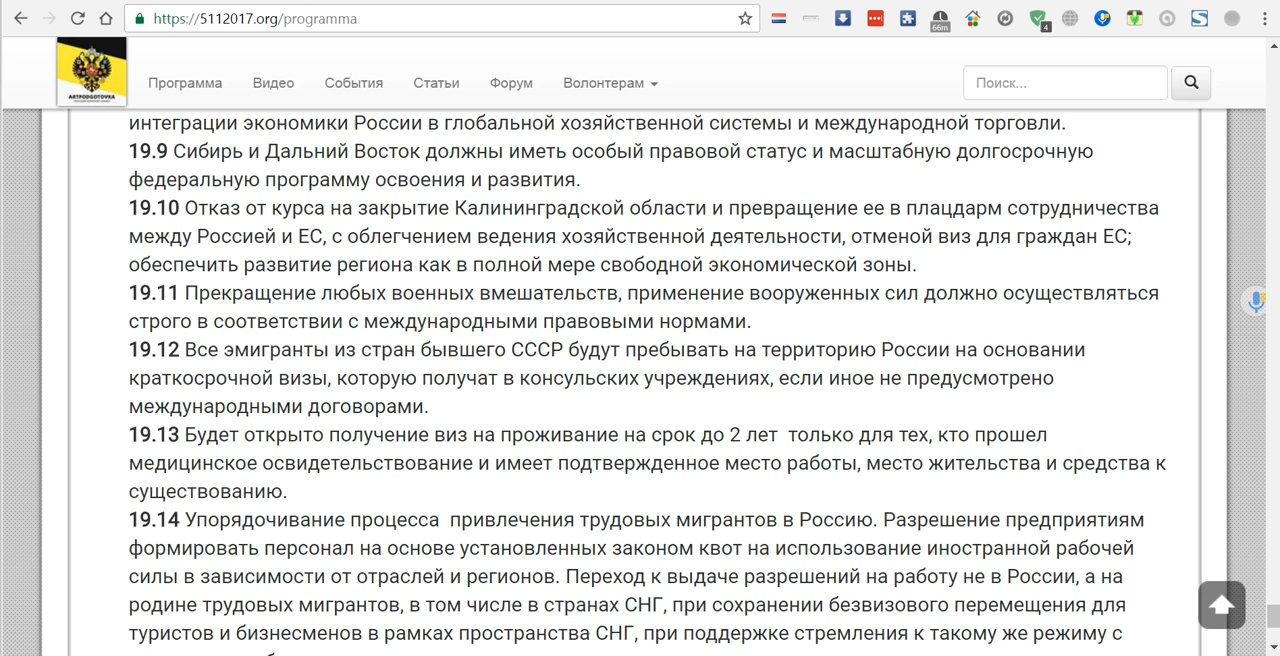 https://5112017.org/programma
66m
4
ARTPODGOTOVKA
Программа Видео События Статьи Форум Волонтерам
Поиск...
интеграции экономики России в глобальной хозяйственной системы и международной торговли.
19.9 Сибирь и Дальний Восток должны иметь особый правовой статус и масштабную долгосрочную
федеральную программу освоения и развития.
19.10 Отказ от курса на закрытие Калининградской области и превращение ее в плацдарм сотрудничества
между Россией и ЕС, с облегчением ведения хозяйственной деятельности, отменой виз для граждан ЕС;
обеспечить развитие региона как в полной мере свободной экономической зоны.
19.11 Прекращение любых военных вмешательств, применение вооруженных сил должно осуществляться
строго в соответствии с международными правовыми нормами.
19.12 Все эмигранты из стран бывшего СССР будут пребывать на территорию России на основании
краткосрочной визы, которую получат в консульских учреждениях, если иное не предусмотрено
международными договорами.
19.13 Будет открыто получение виз на проживание на срок до 2 лет только для тех, кто прошел
медицинское освидетельствование и имеет подтвержденное место работы, место жительства и средства к
существованию.
19.14 Упорядочивание процесса привлечения трудовых мигрантов в Россию. Разрешение предприятиям
формировать персонал на основе установленных законом квот на использование иностранной рабочей
силы в зависимости от отраслей и регионов. Переход к выдаче разрешений на работу не в России, а на
родине трудовых мигрантов, в том числе в странах СНГ, при сохранении безвизового перемещения для
туристов и бизнесменов в рамках пространства СНГ, при поддержке стремления к такому же режиму с